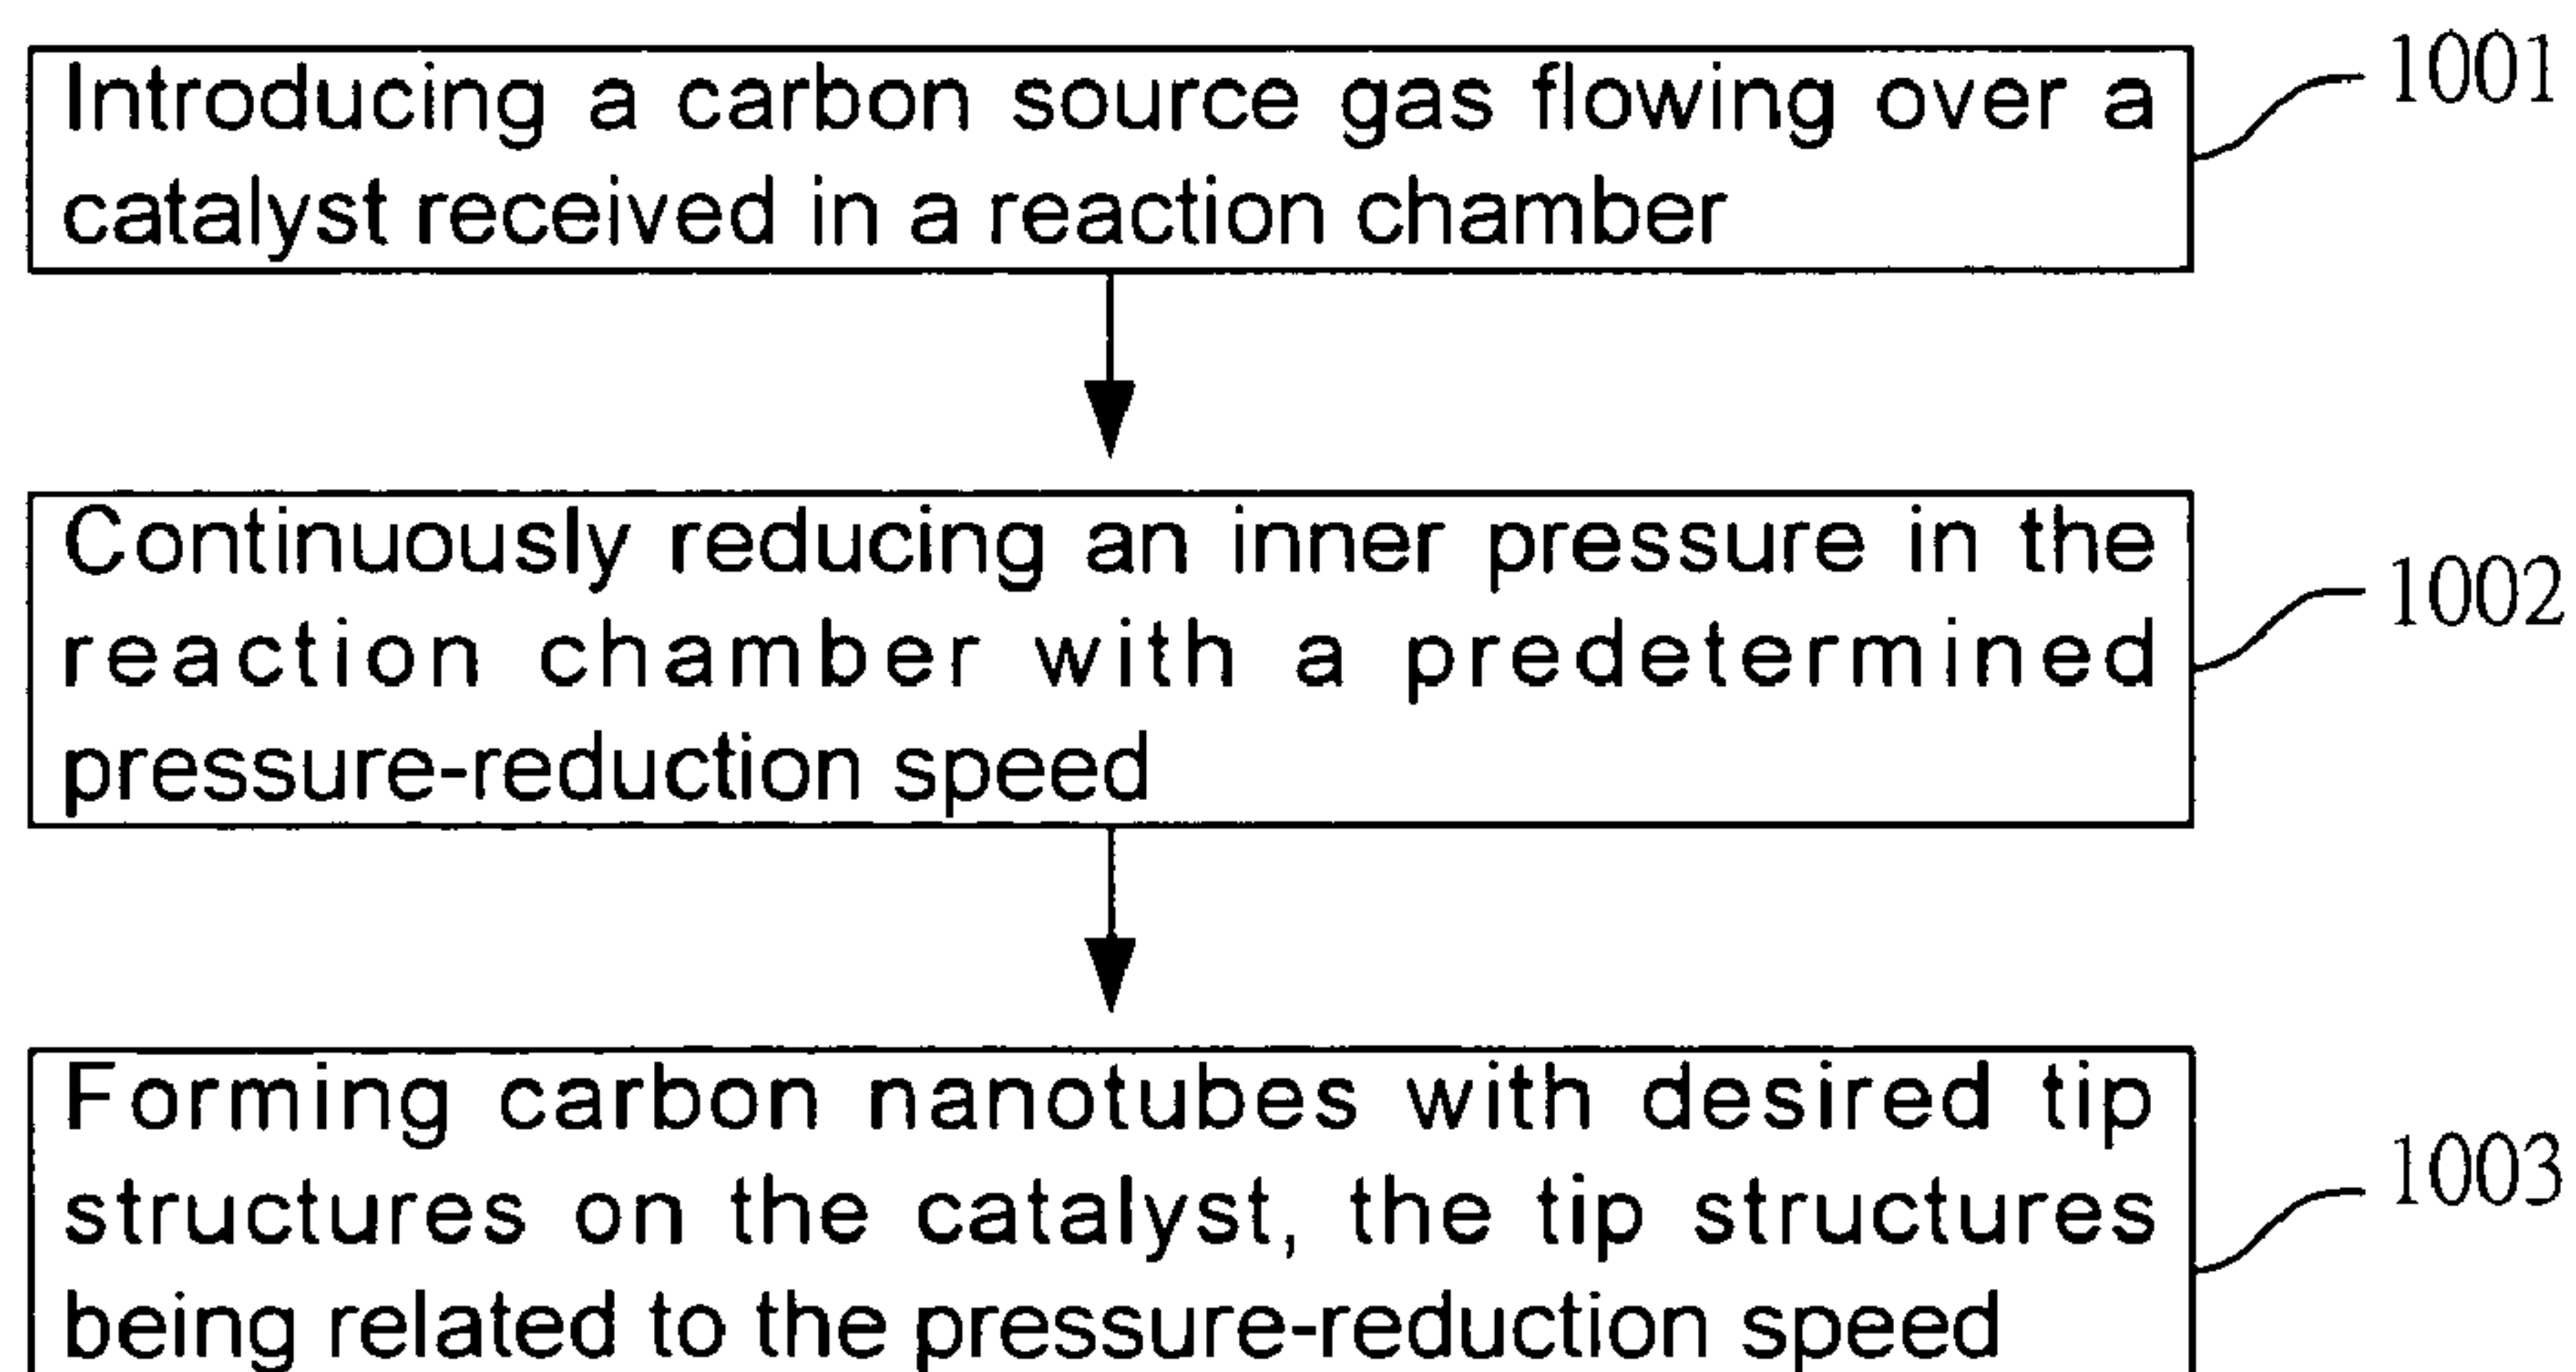 Introducing a carbon source gas flowing over a
catalyst received in a reaction chamber
1001
Continuously reducing an inner pressure in the
reaction chamber with a predetermined
pressure-reduction speed
1002
Forming carbon nanotubes with desired tip
structures on the catalyst, the tip structures
being related to the pressure-reduction speed
1003